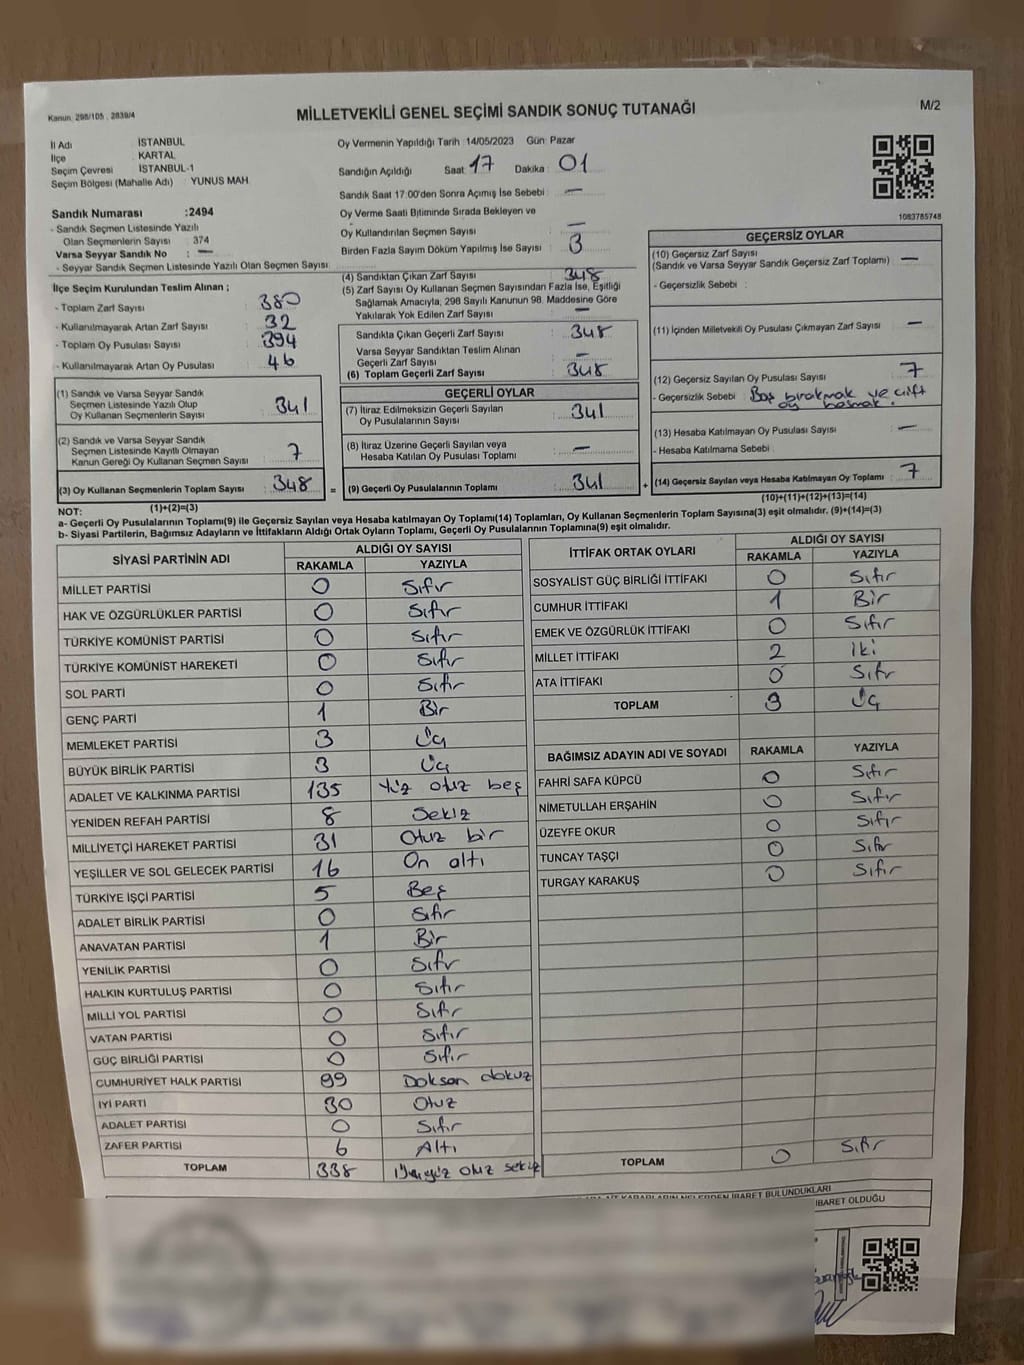 Kanun, 298/105 , 2839/4
MİLLETVEKİLİ GENEL SEÇİMİ SANDIK SONUÇ TUTANAĞI
M/2
İl Adı : İSTANBUL
İlçe : KARTAL
Seçim Çevresi : İSTANBUL-1
Seçim Bölgesi (Mahalle Adı) : YUNUS MAH.
Sandık Numarası :2494
- Sandık Seçmen Listesinde Yazılı
Olan Seçmenlerin Sayısı : 374
Varsa Seyyar Sandık No : —
- Seyyar Sandık Seçmen Listesinde Yazılı Olan Seçmen Sayısı
İlçe Seçim Kurulundan Teslim Alınan ;
- Toplam Zarf Sayısı : 380
- Kullanılmayarak Artan Zarf Sayısı : 32
- Toplam Oy Pusulası Sayısı : 394
- Kullanılmayarak Artan Oy Pusulası : 46
(1) Sandık ve Varsa Seyyar Sandık
Seçmen Listesinde Yazılı Olup
Oy Kullanan Seçmenlerin Sayısı : 341
(2) Sandık ve Varsa Seyyar Sandık
Seçmen Listesinde Kayıtlı Olmayan
Kanun Gereği Oy Kullanan Seçmen Sayısı : 7
(3) Oy Kullanan Seçmenlerin Toplam Sayısı : 348
(1)+(2)=(3)
Oy Vermenin Yapıldığı Tarih :14/05/2023 Gün: Pazar
Sandığın Açıldığı Saat : 17 Dakika : 01
Sandık Saat 17:00'den Sonra Açımış İse Sebebi : —
Oy Verme Saati Bitiminde Sırada Bekleyen ve
Oy Kullandırılan Seçmen Sayısı : —
Birden Fazla Sayım Döküm Yapılmış İse Sayısı : 3
(4) Sandıktan Çıkan Zarf Sayısı : 348
(5) Zarf Sayısı Oy Kullanan Seçmen Sayısından Fazla İse, Eşitliği
Sağlamak Amacıyla, 298 Sayılı Kanunun 98. Maddesine Göre
Yakılarak Yok Edilen Zarf Sayısı : —
Sandıkta Çıkan Geçerli Zarf Sayısı : 348
Varsa Seyyar Sandıktan Teslim Alınan
Geçerli Zarf Sayısı : —
(6) Toplam Geçerli Zarf Sayısı : 348
GEÇERLİ OYLAR
(7) İtiraz Edilmeksizin Geçerli Sayılan
Oy Pusulasının Sayısı : 341
(8) İtiraz Üzerine Geçerli Sayılan veya
Hesaba Katılan Oy Pusulası Toplamı : —
= (9) Geçerli Oy Pusulalarının Toplamı : 341
1083785748
GEÇERSİZ OYLAR
(10) Geçersiz Zarf Sayısı : —
(Sandık ve Varsa Seyyar Sandık Geçersiz Zarf Toplamı)
- Geçersizlik Sebebi :
(11) İçinden Milletvekili Oy Pusulası Çıkmayan Zarf Sayısı : —
(12) Geçersiz Sayılan Oy Pusulası Sayısı : 7
- Geçersizlik Sebebi : Boş bırakmak ve çift
oy basmak.
(13) Hesaba Katılmayan Oy Pusulası Sayısı : —
- Hesaba Katılmama Sebebi :
+ (14) Geçersiz Sayılan veya Hesaba Katılmayan Oy Toplamı : 7
(10)+(11)+(12)+(13)=(14)
NOT:
a- Geçerli Oy Pusulalarının Toplamı(9) ile Geçersiz Sayılan veya Hesaba katılmayan Oy Toplamı(14) Toplamları, Oy Kullanan Seçmenlerin Toplam Sayısına(3) eşit olmalıdır. (9)+(14)=(3)
b- Siyasi Partilerin, Bağımsız Adayların ve İttifakların Aldığı Ortak Oyların Toplamı, Geçerli Oy Pusulalarının Toplamına(9) eşit olmalıdır.
SİYASİ PARTİNİN ADI ALDIĞI OY SAYISI
RAKAMLA YAZIYLA
MİLLET PARTİSİ 0 Sıfır
HAK VE ÖZGÜRLÜKLER PARTİSİ 0 Sıfır
TÜRKİYE KOMÜNİST PARTİSİ 0 Sıfır
TÜRKİYE KOMÜNİST HAREKETİ 0 Sıfır
SOL PARTİ 0 Sıfır
GENÇ PARTİ 1 Bir
MEMLEKET PARTİSİ 3 Üç
BÜYÜK BİRLİK PARTİSİ 3 Üç
ADALET VE KALKINMA PARTİSİ 135 Yüz otuz beş
YENİDEN REFAH PARTİSİ 8 Sekiz
MİLLİYETÇİ HAREKET PARTİSİ 31 Otuz bir
YEŞİLLER VE SOL GELECEK PARTİSİ 16 On altı
TÜRKİYE İŞÇİ PARTİSİ 5 Beş
ADALET BİRLİK PARTİSİ 0 Sıfır
ANAVATAN PARTİSİ 1 Bir
YENİLİK PARTİSİ 0 Sıfır
HALKIN KURTULUŞ PARTİSİ 0 Sıfır
MİLLİ YOL PARTİSİ 0 Sıfır
VATAN PARTİSİ 0 Sıfır
GÜÇ BİRLİĞİ PARTİSİ 0 Sıfır
CUMHURİYET HALK PARTİSİ 99 Doksan dokuz
İYİ PARTİ 30 Otuz
ADALET PARTİSİ 0 Sıfır
ZAFER PARTİSİ 6 Altı
TOPLAM 338 Üçyüz otuz sekiz
İTTİFAK ORTAK OYLARI ALDIĞI OY SAYISI
RAKAMLA YAZIYLA
SOSYALİST GÜÇ BİRLİĞİ İTTİFAKI 0 Sıfır
CUMHUR İTTİFAKI 1 Bir
EMEK VE ÖZGÜRLÜK İTTİFAKI 0 Sıfır
MİLLET İTTİFAKI 2 İki
ATA İTTİFAKI 0 Sıfır
TOPLAM 3 Üç
BAĞIMSIZ ADAYIN ADI VE SOYADI RAKAMLA YAZIYLA
FAHRİ SAFA KÜPCÜ 0 Sıfır
NİMETULLAH ERŞAHİN 0 Sıfır
ÜZEYFE OKUR 0 Sıfır
TUNCAY TAŞÇI 0 Sıfır
TURGAY KARAKUŞ 0 Sıfır
TOPLAM 0 Sıfır
NELERDEN İBARET BULUNDUKLARI
İBARET OLDUĞU